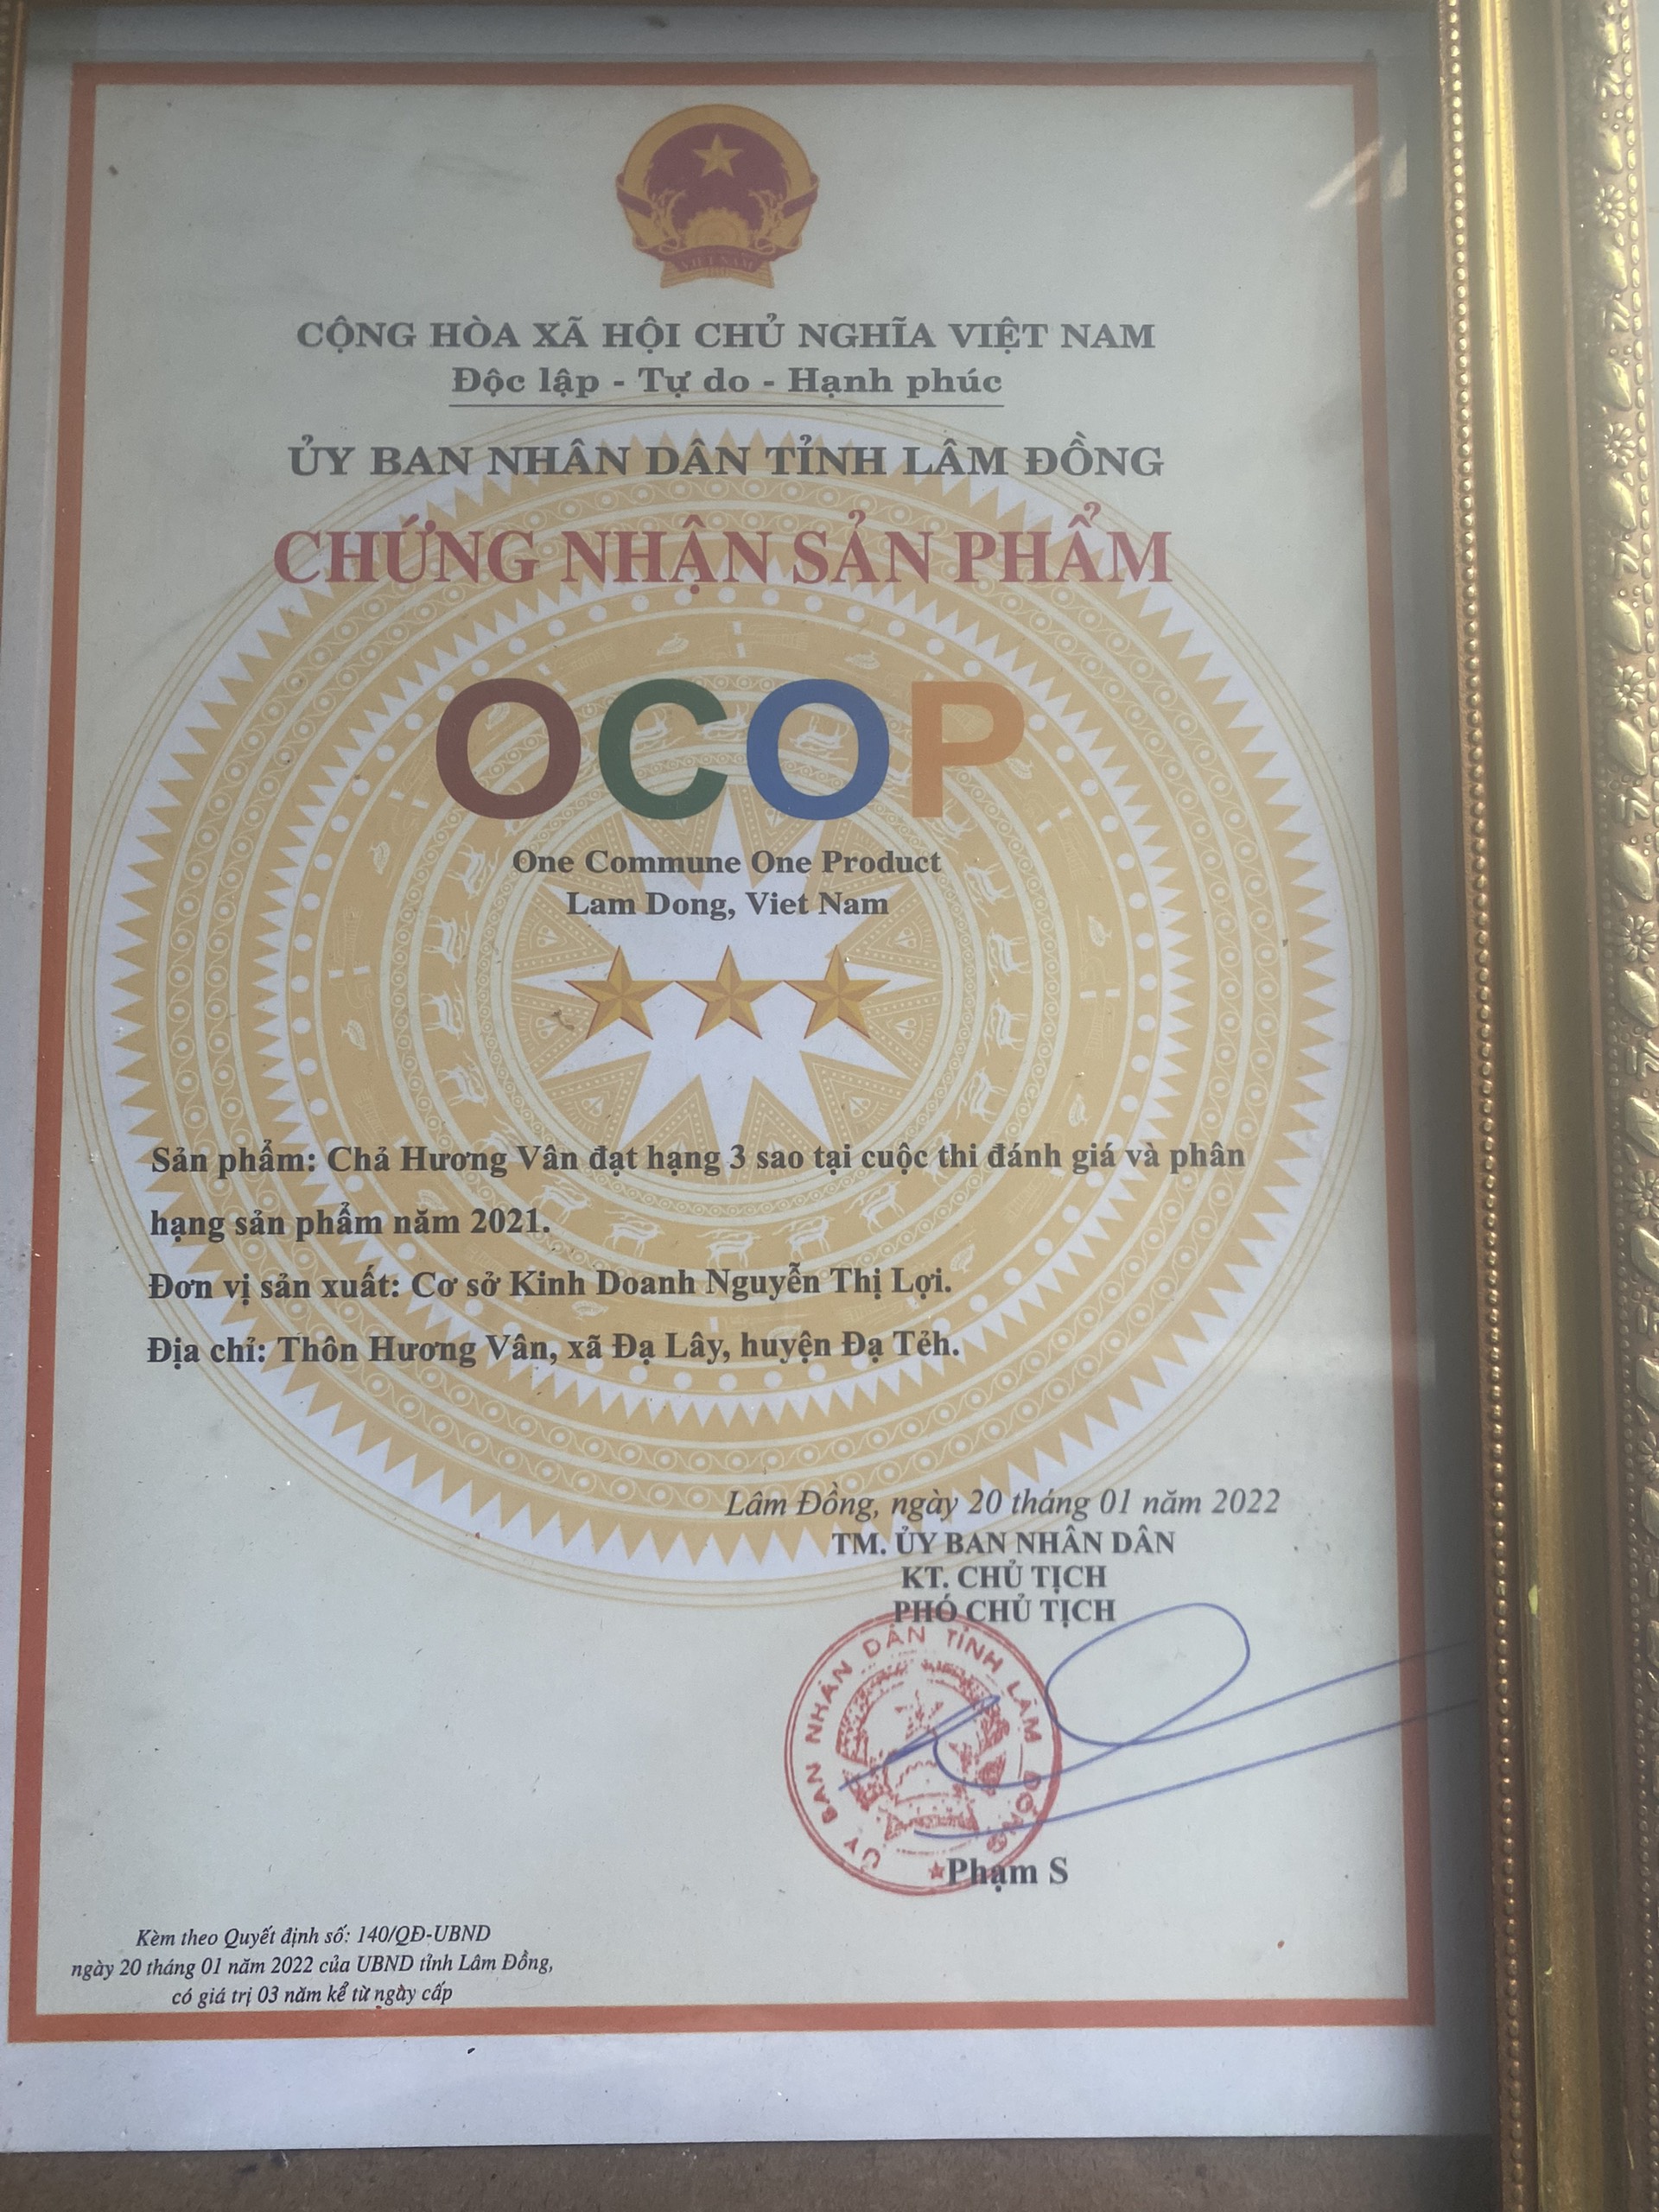 VIỆT NAM
CỘNG HÒA XÃ HỘI CHỦ NGHĨA VIỆT NAM
Độc lập - Tự do - Hạnh phúc
ỦY BAN NHÂN DÂN TỈNH LÂM ĐỒNG
CHỨNG NHẬN SẢN PHẨM
OCOP
One Commune One Product
Lam Dong, Viet Nam
Sản phẩm: Chả Hương Vân đạt hạng 3 sao tại cuộc thi đánh giá và phân
hạng sản phẩm năm 2021.
Đơn vị sản xuất: Cơ sở Kinh Doanh Nguyễn Thị Lợi.
Địa chỉ: Thôn Hương Vân, xã Đạ Lây, huyện Đạ Tẻh.
Lâm Đồng, ngày 20 tháng 01 năm 2022
TM. ỦY BAN NHÂN DÂN
KT. CHỦ TỊCH
PHÓ CHỦ TỊCH
ỦY BAN NHÂN DÂN TỈNH LÂM ĐỒNG
Phạm S
Kèm theo Quyết định số: 140/QĐ-UBND
ngày 20 tháng 01 năm 2022 của UBND tỉnh Lâm Đồng,
có giá trị 03 năm kể từ ngày cấp